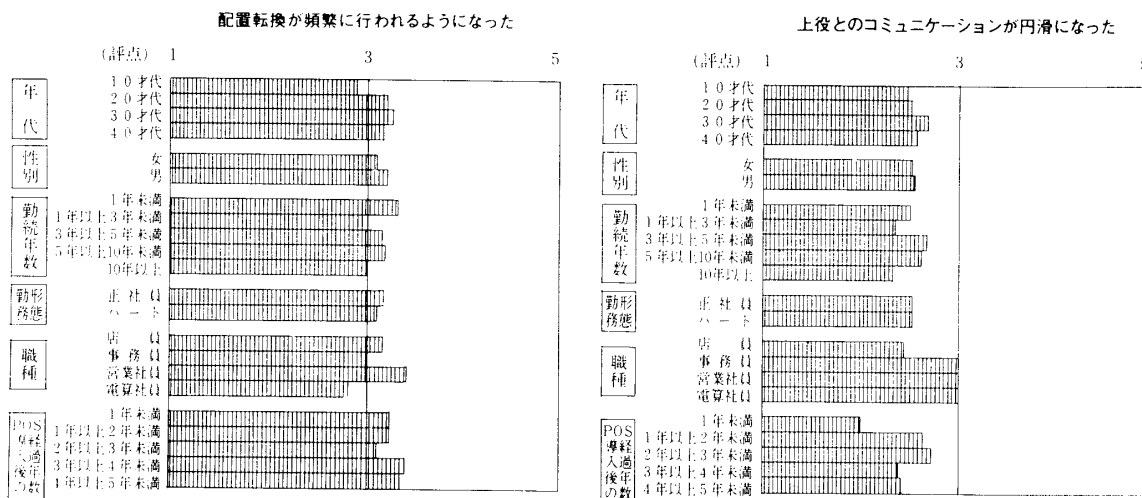 配置転換が頻繁に行われるようになった
(評点) 1 3 5
年代
10才代
20才代
30才代
40才代
性別
女
男
勤続年数
1年未満
1年以上3年未満
3年以上5年未満
5年以上10年未満
10年以上
勤務形態
正社員
パート
職種
店員
事務員
営業社員
電算社員
POS導入後の経過年数
1年未満
1年以上2年未満
2年以上3年未満
3年以上4年未満
4年以上5年未満
上役とのコミュニケーションが円滑になった
(評点) 1 3
年代
10才代
20才代
30才代
40才代
性別
女
男
勤続年数
1年未満
1年以上3年未満
3年以上5年未満
5年以上10年未満
10年以上
勤務形態
正社員
パート
職種
店員
事務員
営業社員
電算社員
POS導入後の経過年数
1年未満
1年以上2年未満
2年以上3年未満
3年以上4年未満
4年以上5年未満